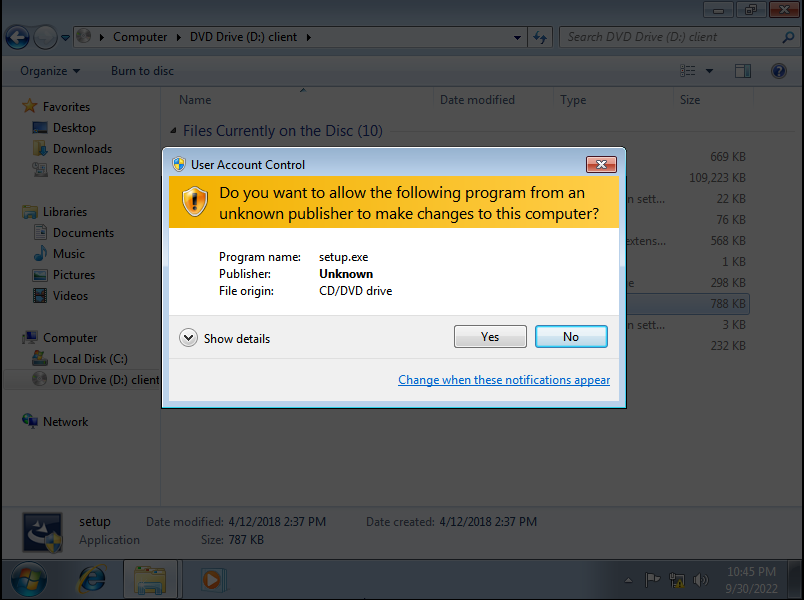 Computer DVD Drive (D:) client
Search DVD Drive (D:) client
Organize Burn to disc
Favorites
Desktop
Downloads
Recent Places
Libraries
Documents
Music
Pictures
Videos
Computer
Local Disk (C:)
DVD Drive (D:) client
Network
Name Date modified Type Size
Files Currently on the Disc (10)
669 KB
109,223 KB
n sett... 22 KB
76 KB
extens... 568 KB
1 KB
e 298 KB
788 KB
n sett... 3 KB
232 KB
User Account Control
Do you want to allow the following program from an
unknown publisher to make changes to this computer?
Program name: setup.exe
Publisher: Unknown
File origin: CD/DVD drive
Show details
Yes No
Change when these notifications appear
setup Date modified: 4/12/2018 2:37 PM Date created: 4/12/2018 2:37 PM
Application Size: 787 KB
10:45 PM
9/30/2022